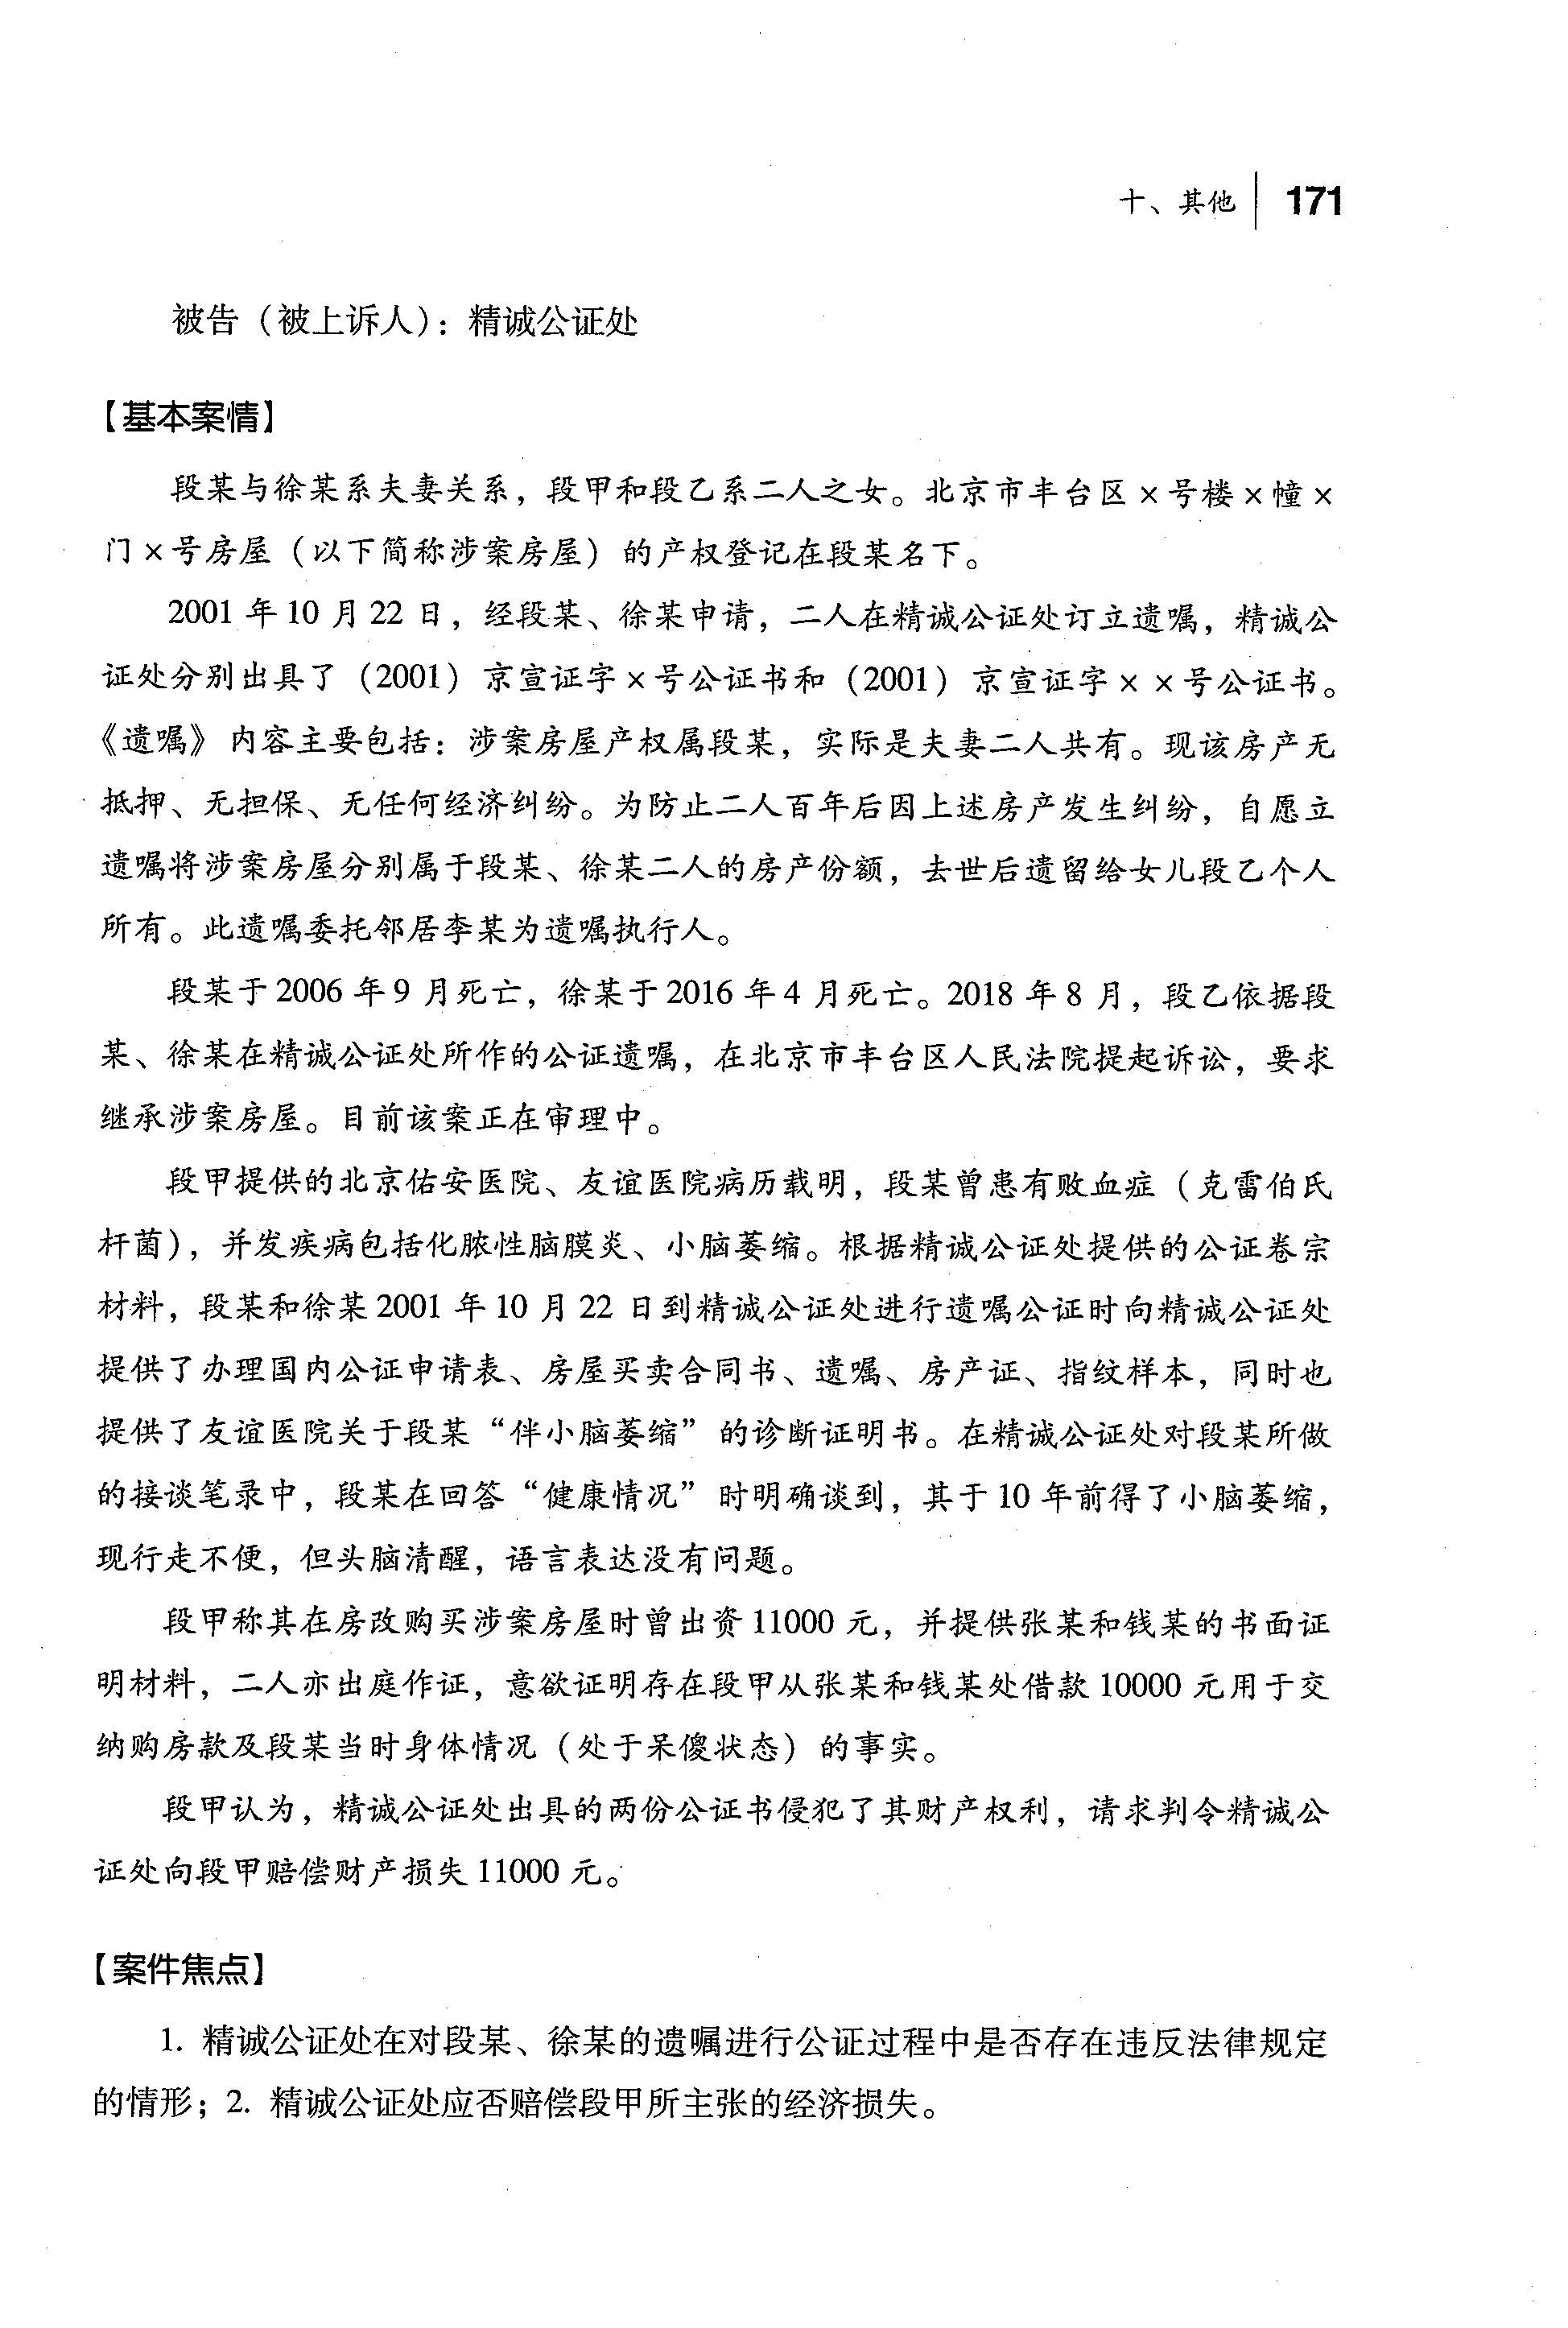 十、其他 171
被告（被上诉人）：精诚公证处
【基本案情】
段某与徐某系夫妻关系，段甲和段乙系二人之女。北京市丰台区×号楼×幢×
门×号房屋（以下简称涉案房屋）的产权登记在段某名下。
2001年10月22日，经段某、徐某申请，二人在精诚公证处订立遗嘱，精诚公
证处分别出具了（2001）京宣证字×号公证书和（2001）京宣证字××号公证书。
《遗嘱》内容主要包括：涉案房屋产权属段某，实际是夫妻二人共有。现该房产无
抵押、无担保、无任何经济纠纷。为防止二人百年后因上述房产发生纠纷，自愿立
遗嘱将涉案房屋分别属于段某、徐某二人的房产份额，去世后遗留给女儿段乙个人
所有。此遗嘱委托邻居李某为遗嘱执行人。
段某于2006年9月死亡，徐某于2016年4月死亡。2018年8月，段乙依据段
某、徐某在精诚公证处所作的公证遗嘱，在北京市丰台区人民法院提起诉讼，要求
继承涉案房屋。目前该案正在审理中。
段甲提供的北京佑安医院、友谊医院病历载明，段某曾患有败血症（克雷伯氏
杆菌），并发疾病包括化脓性脑膜炎、小脑萎缩。根据精诚公证处提供的公证卷宗
材料，段某和徐某2001年10月22日到精诚公证处进行遗嘱公证时向精诚公证处
提供了办理国内公证申请表、房屋买卖合同书、遗嘱、房产证、指纹样本，同时也
提供了友谊医院关于段某“伴小脑萎缩”的诊断证明书。在精诚公证处对段某所做
的接谈笔录中，段某在回答“健康情况”时明确谈到，其于10年前得了小脑萎缩，
现行走不便，但头脑清醒，语言表达没有问题。
段甲称其在房改购买涉案房屋时曾出资11000元，并提供张某和钱某的书面证
明材料，二人亦出庭作证，意欲证明存在段甲从张某和钱某处借款10000元用于交
纳购房款及段某当时身体情况（处于呆傻状态）的事实。
段甲认为，精诚公证处出具的两份公证书侵犯了其财产权利，请求判令精诚公
证处向段甲赔偿财产损失11000元。
【案件焦点】
1. 精诚公证处在对段某、徐某的遗嘱进行公证过程中是否存在违反法律规定
的情形；2. 精诚公证处应否赔偿段甲所主张的经济损失。